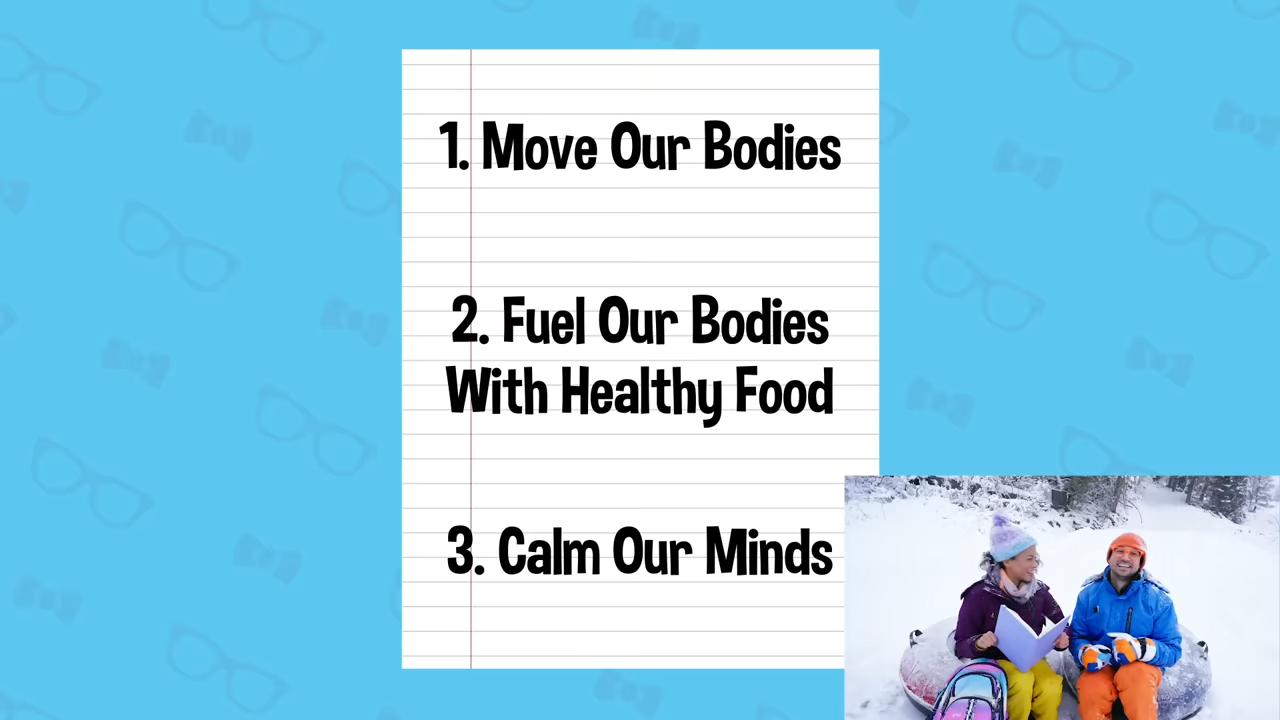 1. Move Our Bodies
2. Fuel Our Bodies
With Healthy Food
3. Calm Our Minds